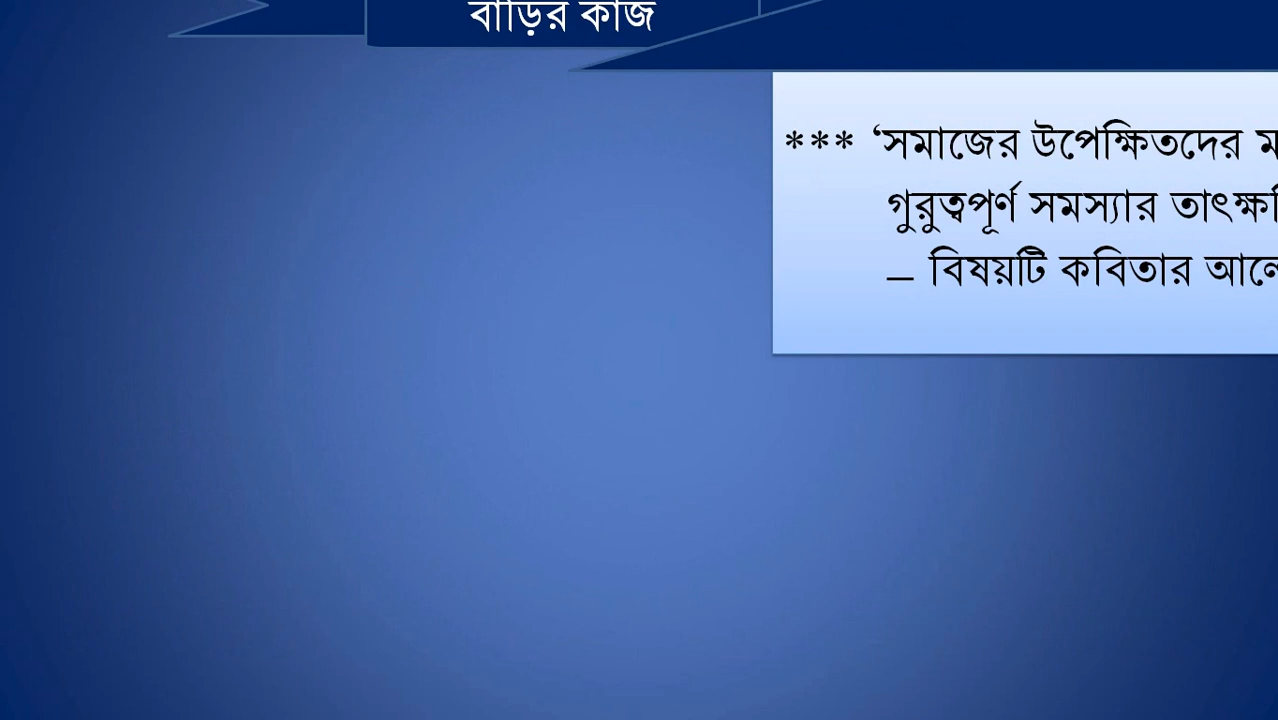 বাড়ির কাজ
*** ‘সমাজের উপেক্ষিতদের
গুরুত্বপূর্ণ সমস্যার
– বিষয়টি কবিতার